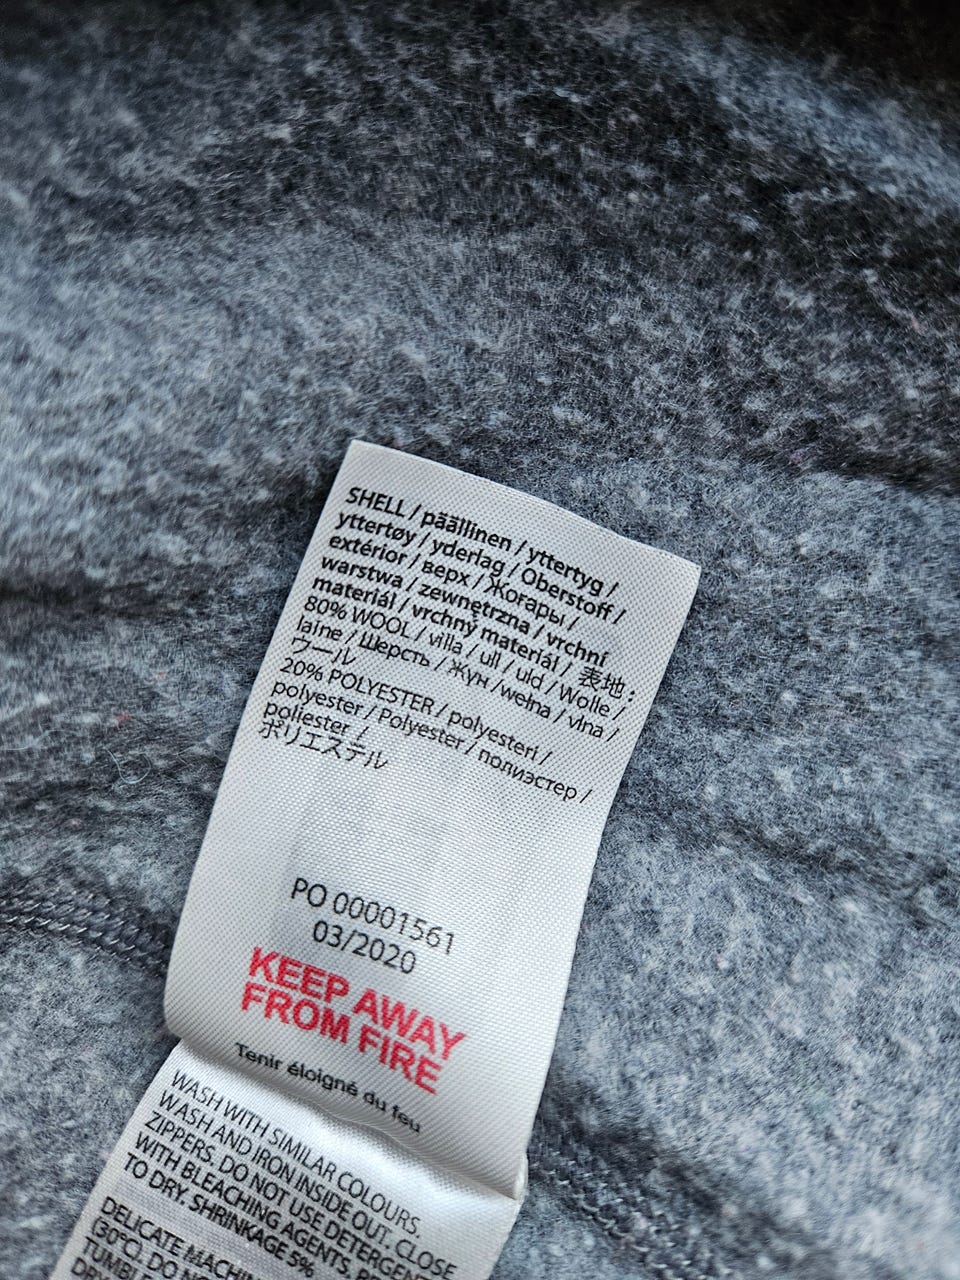 SHELL / päällinen / yttertyg /
yttertøy / yderlag / Oberstoff /
extérior / верх / Жоғары /
warstwa / zewnętrzna / vrchní
materiál / vrchný materiál / 表地 :
80% WOOL / villa / ull / uld / Wolle /
laine / Шерсть / Жүн /wełna / vlna /
ウール
20% POLYESTER / polyesteri /
polyester / Polyester / полиэстер /
poliester /
ポリエステル
PO 00001561
03/2020
KEEP AWAY
FROM FIRE
Tenir éloigné du feu
WASH WITH SIMILAR COLOURS.
WASH AND IRON INSIDE OUT. CLOSE
ZIPPERS. DO NOT USE DETERGENT
WITH BLEACHING AGENTS.
TO DRY. SHRINKAGE 5%
DELICATE
(30°C). DO